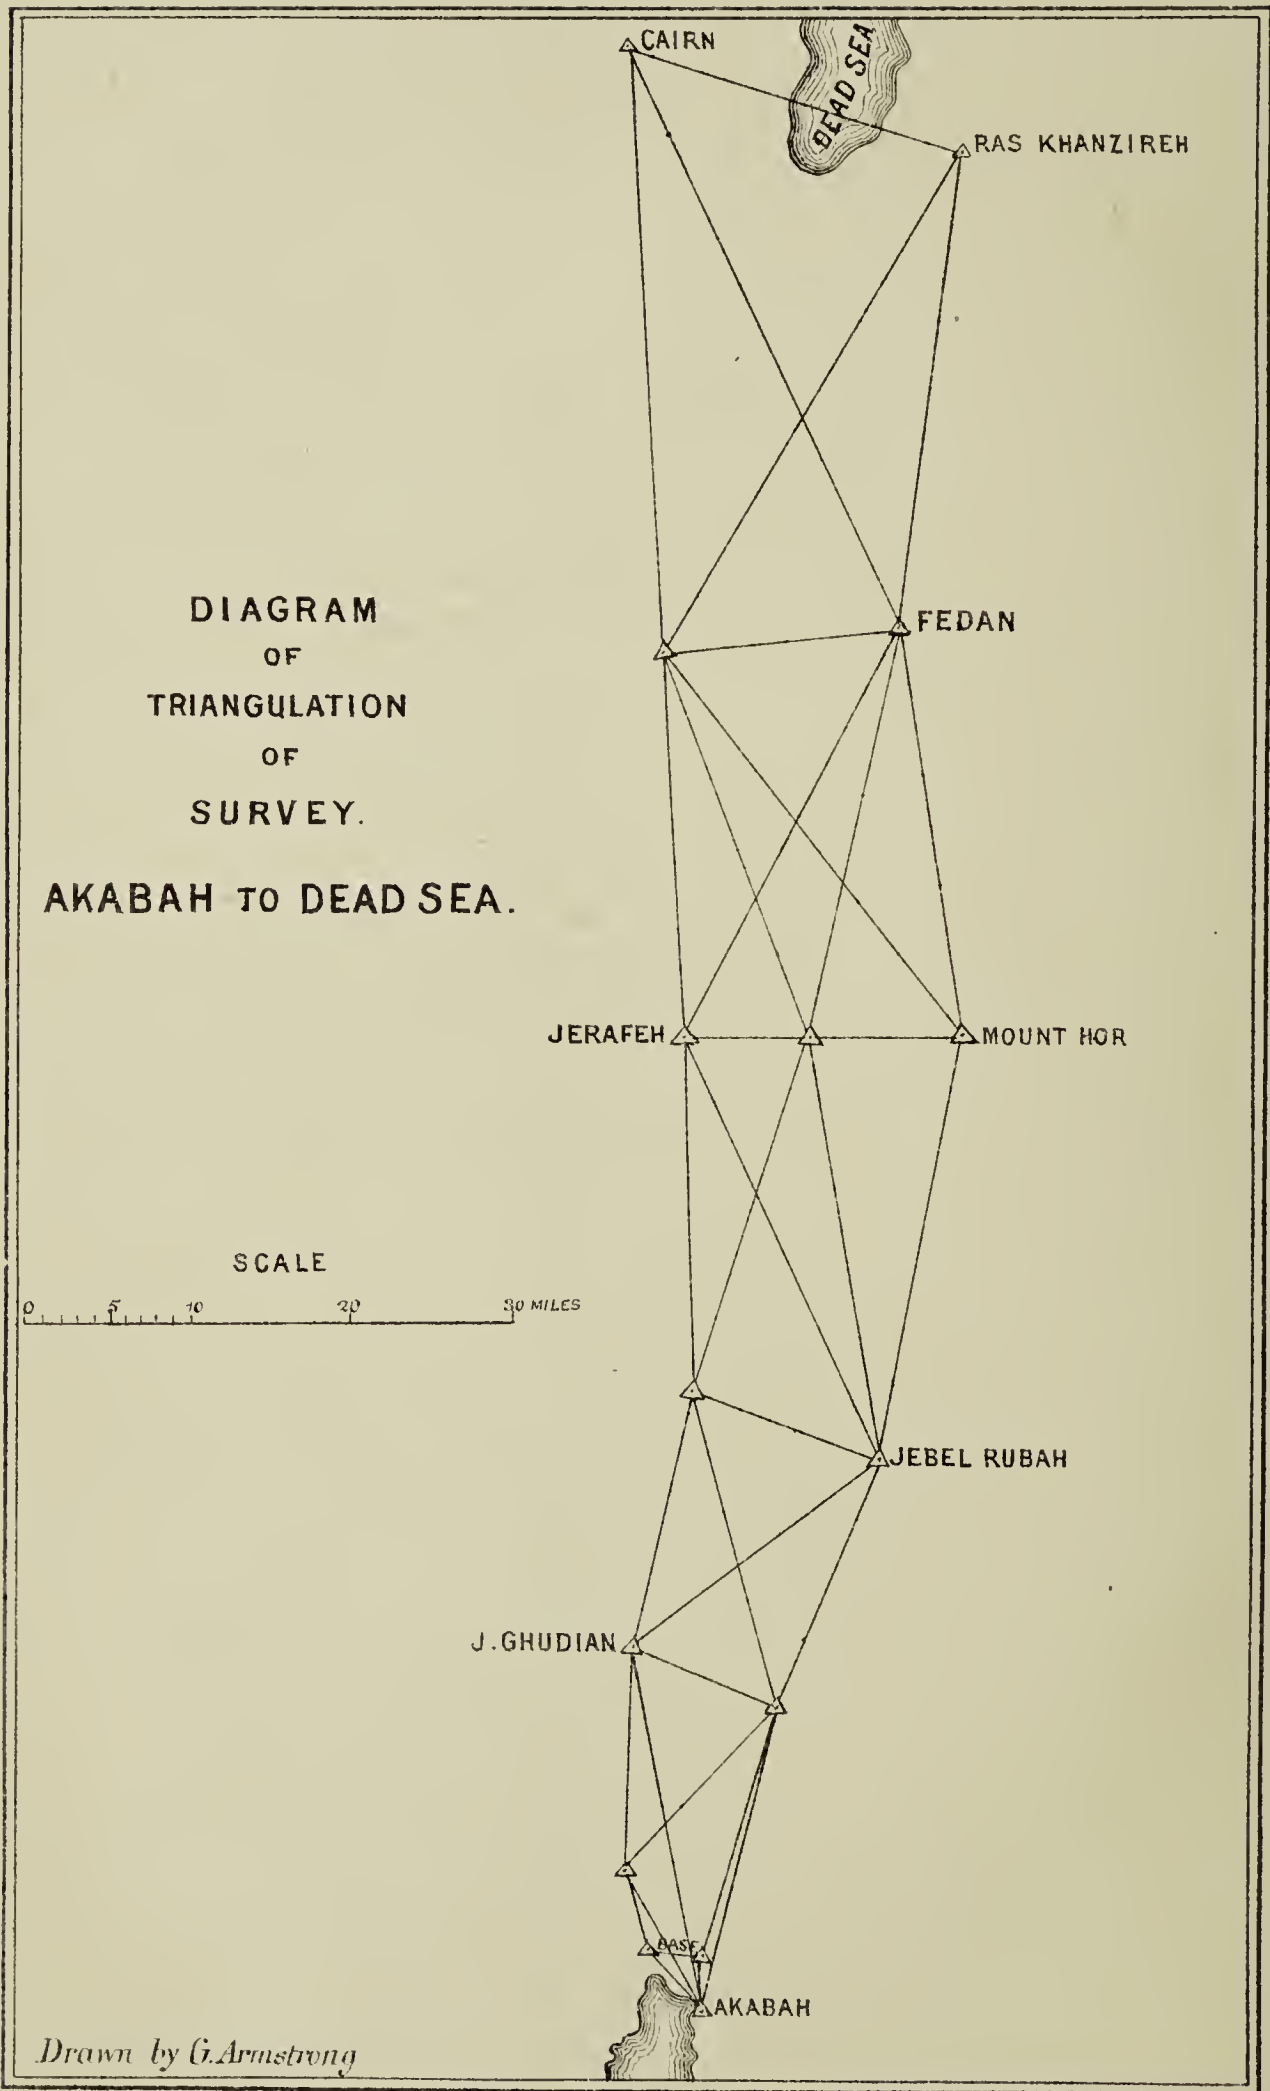 CAIRN
DEAD SEA
RAS KHANZIREH
DIAGRAM
OF
TRIANGULATION
OF
SURVEY.
AKABAH TO DEAD SEA.
FEDAN
JERAFEH
MOUNT HOR
SCALE
0 5 10 20 30 MILES
JEBEL RUBAH
J. GHUDIAN
BASE
AKABAH
Drawn by G. Armstrong